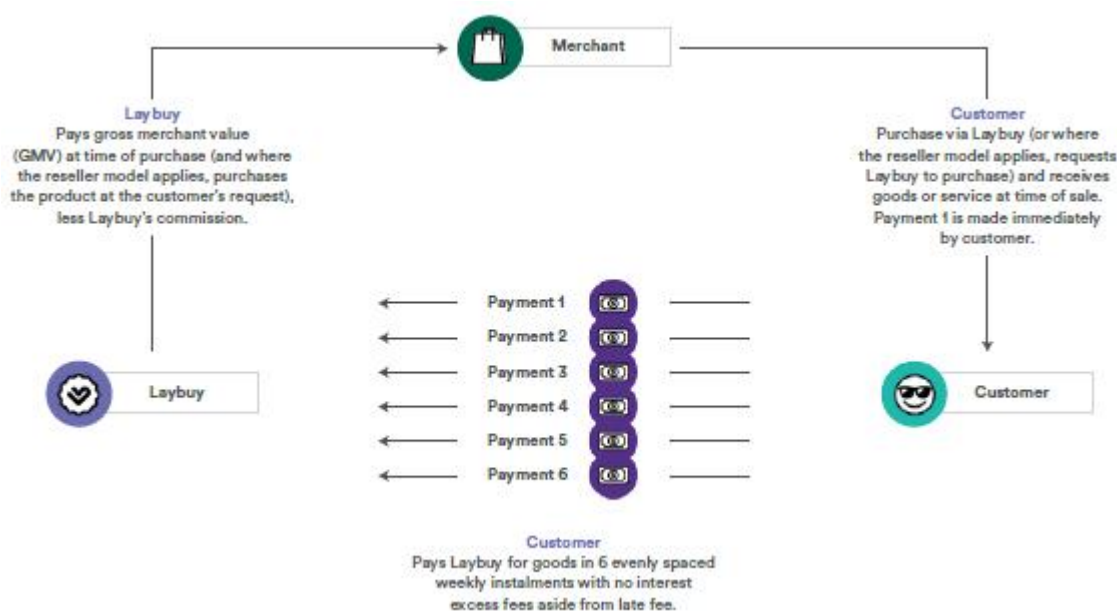 Merchant
Laybuy
Pays gross merchant value
(GMV) at time of purchase (and where
the reseller model applies, purchases
the product at the customer's request),
less Laybuy's commission.
Customer
Purchase via Laybuy (or where
the reseller model applies, requests
Laybuy to purchase) and receives
goods or service at time of sale.
Payment 1 is made immediately
by customer.
Payment 1
Payment 2
Payment 3
Payment 4
Payment 5
Payment 6
Laybuy
Customer
Customer
Pays Laybuy for goods in 6 evenly spaced
weekly instalments with no interest
excess fees aside from late fee.